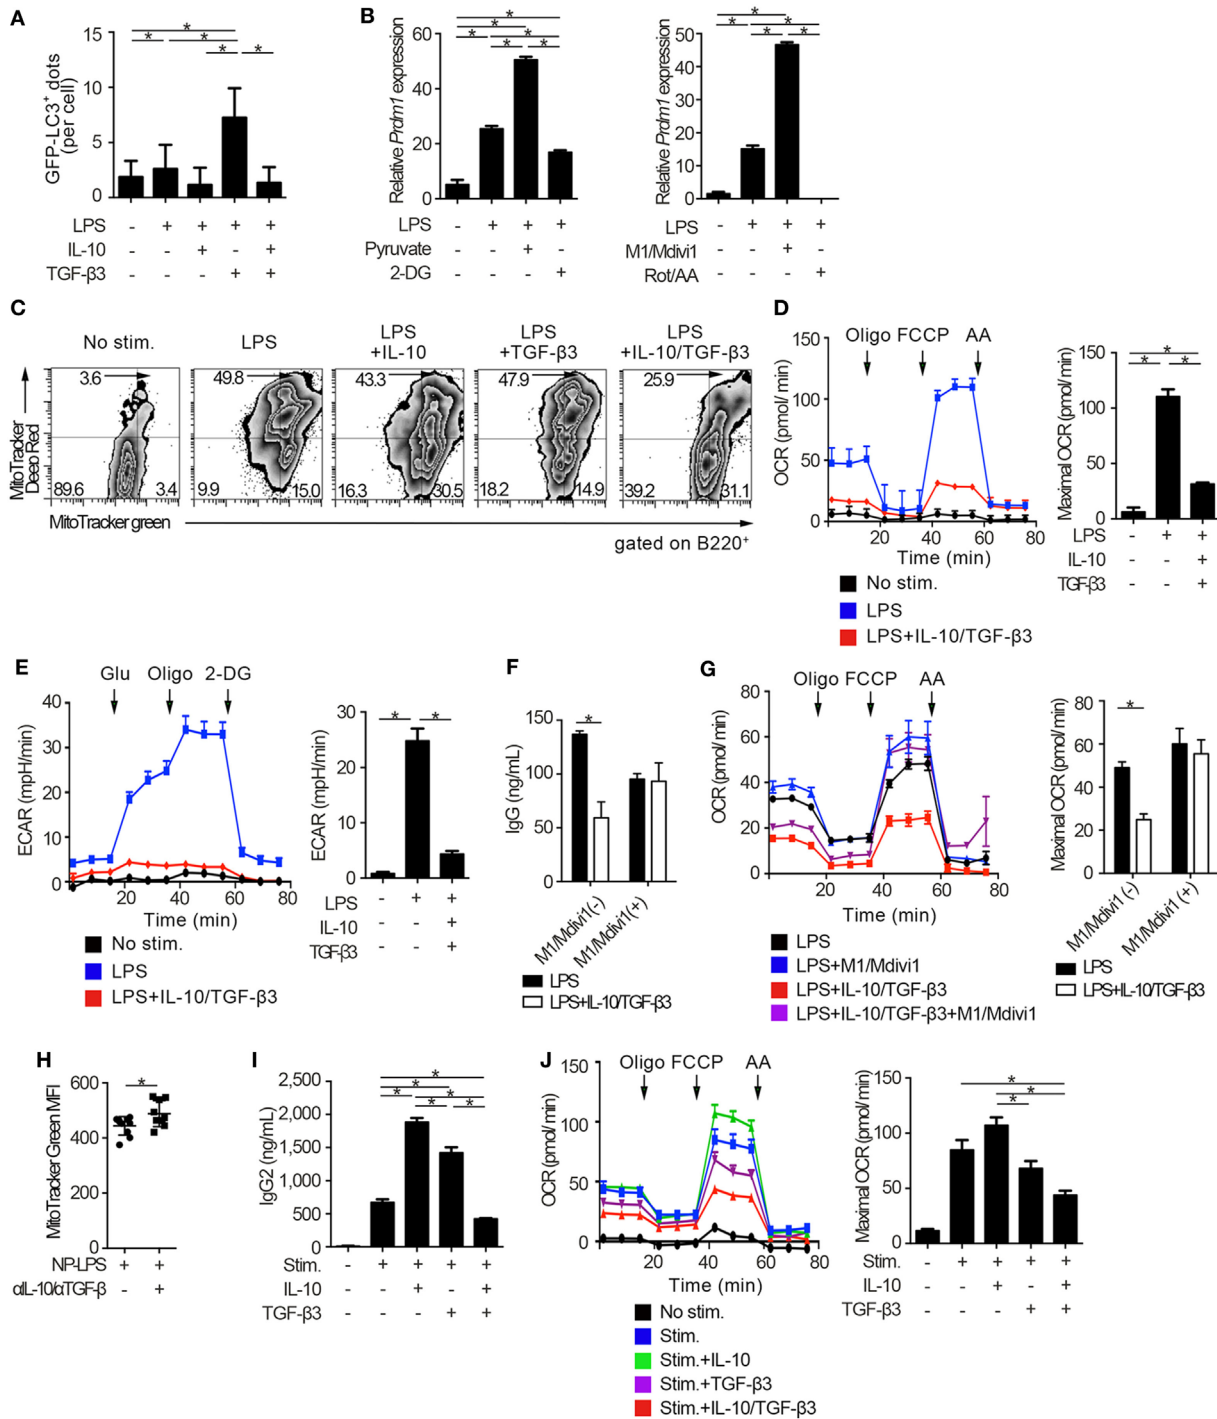 A
GFP-LC3+ dots
(per cell)
15
10
5
0
* * * * *
LPS - + + + +
IL-10 - - + - +
TGF-β3 - - - + +
B
Relative Prdm1 expression
60
40
20
0
* * * * * *
LPS - + + +
Pyruvate - - + -
2-DG - - - +
Relative Prdm1 expression
50
40
30
20
10
0
* * * *
LPS - + + +
M1/Mdivi1 - - + -
Rot/AA - - - +
C
No stim.
LPS
LPS
+IL-10
LPS
+TGF-β3
LPS
+IL-10/TGF-β3
3.6
49.8
43.3
47.9
25.9
MitoTracker
Deep Red
89.6 3.4
9.9 15.0
16.3 30.5
18.2 14.9
39.2 31.1
MitoTracker green
gated on B220+
D
Oligo FCCP AA
OCR (pmol/min)
150
100
50
0
20 40 60 80
Time (min)
No stim.
LPS
LPS+IL-10/TGF-β3
Maximal OCR (pmol/min)
150
100
50
0
* * *
LPS - + +
IL-10 - - +
TGF-β3 - - +
E
Glu Oligo 2-DG
ECAR (mpH/min)
40
30
20
10
0
20 40 60 80
Time (min)
No stim.
LPS
LPS+IL-10/TGF-β3
ECAR (mpH/min)
30
20
10
0
* *
LPS - + +
IL-10 - - +
TGF-β3 - - +
F
IgG (ng/mL)
150
100
50
0
*
M1/Mdivi1(-)
M1/Mdivi1(+)
LPS
LPS+IL-10/TGF-β3
G
Oligo FCCP AA
OCR (pmol/min)
80
60
40
20
0
20 40 60 80
Time (min)
LPS
LPS+M1/Mdivi1
LPS+IL-10/TGF-β3
LPS+IL-10/TGF-β3+M1/Mdivi1
Maximal OCR (pmol/min)
80
60
40
20
0
*
M1/Mdivi1 (-)
M1/Mdivi1 (+)
LPS
LPS+IL-10/TGF-β3
H
MitoTracker Green MFI
600
400
200
0
*
NP-LPS + +
αIL-10/αTGF-β - +
I
IgG2 (ng/mL)
2,500
2,000
1,500
1,000
500
0
* * * * * *
Stim. - + + + +
IL-10 - - + - +
TGF-β3 - - - + +
J
Oligo FCCP AA
OCR (pmol/min)
150
100
50
0
20 40 60 80
Time (min)
No stim.
Stim.
Stim.+IL-10
Stim.+TGF-β3
Stim.+IL-10/TGF-β3
Maximal OCR (pmol/min)
150
100
50
0
* * *
Stim. - + + + +
IL-10 - - + - +
TGF-β3 - - - + +